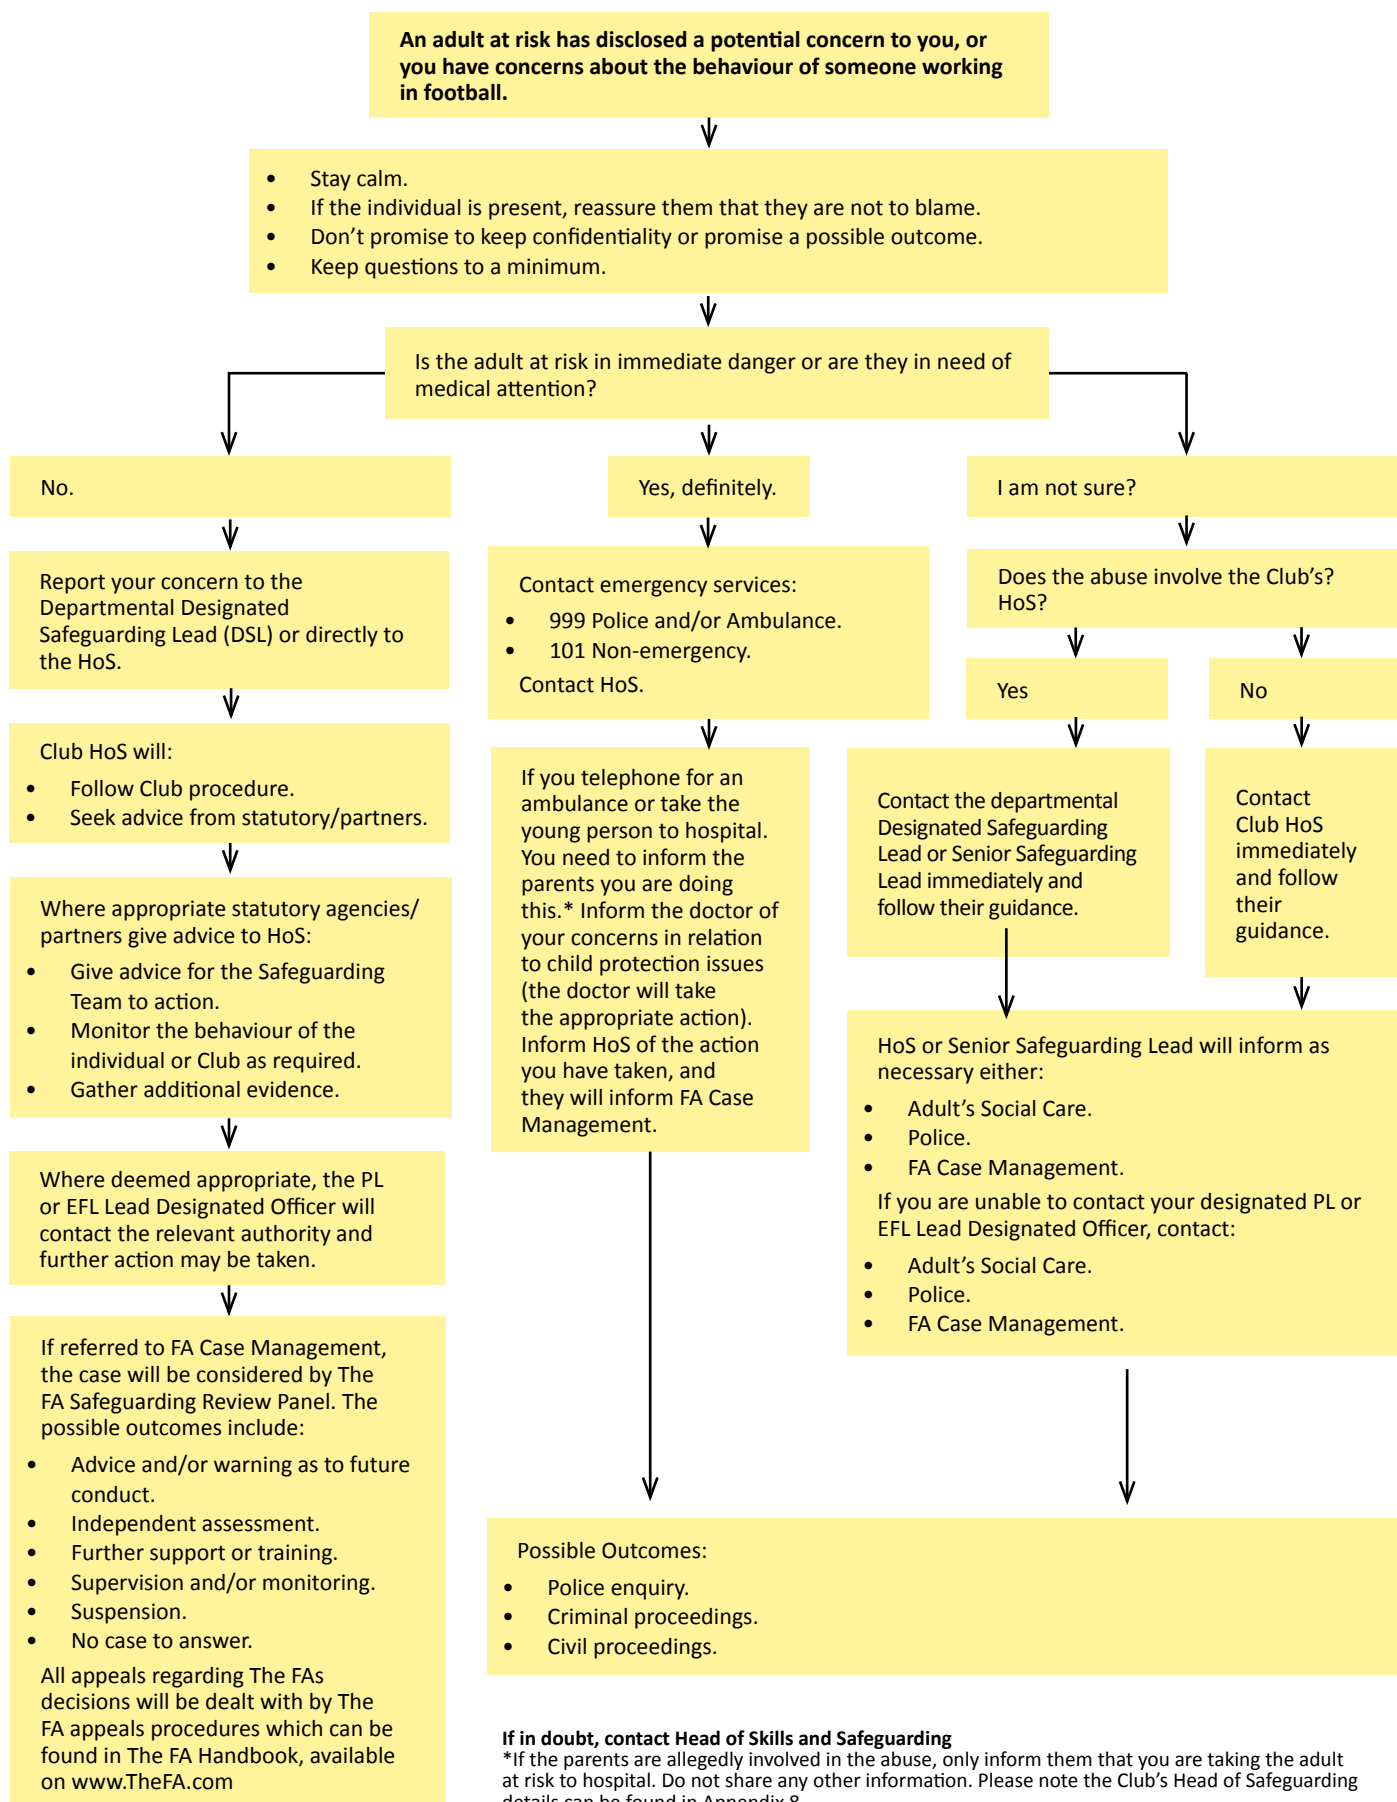 An adult at risk has disclosed a potential concern to you, or
you have concerns about the behaviour of someone working
in football.
• Stay calm.
• If the individual is present, reassure them that they are not to blame.
• Don’t promise to keep confidentiality or promise a possible outcome.
• Keep questions to a minimum.
Is the adult at risk in immediate danger or are they in need of
medical attention?
No.
Report your concern to the
Departmental Designated
Safeguarding Lead (DSL) or directly to
the HoS.
Club HoS will:
• Follow Club procedure.
• Seek advice from statutory/partners.
Where appropriate statutory agencies/
partners give advice to HoS:
• Give advice for the Safeguarding
Team to action.
• Monitor the behaviour of the
individual or Club as required.
• Gather additional evidence.
Where deemed appropriate, the PL
or EFL Lead Designated Officer will
contact the relevant authority and
further action may be taken.
If referred to FA Case Management,
the case will be considered by The
FA Safeguarding Review Panel. The
possible outcomes include:
• Advice and/or warning as to future
conduct.
• Independent assessment.
• Further support or training.
• Supervision and/or monitoring.
• Suspension.
• No case to answer.
All appeals regarding The FAs
decisions will be dealt with by The
FA appeals procedures which can be
found in The FA Handbook, available
on www.TheFA.com
Yes, definitely.
Contact emergency services:
• 999 Police and/or Ambulance.
• 101 Non-emergency.
Contact HoS.
If you telephone for an
ambulance or take the
young person to hospital.
You need to inform the
parents you are doing
this.* Inform the doctor of
your concerns in relation
to child protection issues
(the doctor will take
the appropriate action).
Inform HoS of the action
you have taken, and
they will inform FA Case
Management.
I am not sure?
Does the abuse involve the Club’s?
HoS?
Yes
Contact the departmental
Designated Safeguarding
Lead or Senior Safeguarding
Lead immediately and
follow their guidance.
No
Contact
Club HoS
immediately
and follow
their
guidance.
HoS or Senior Safeguarding Lead will inform as
necessary either:
• Adult’s Social Care.
• Police.
• FA Case Management.
If you are unable to contact your designated PL or
EFL Lead Designated Officer, contact:
• Adult’s Social Care.
• Police.
• FA Case Management.
Possible Outcomes:
• Police enquiry.
• Criminal proceedings.
• Civil proceedings.
If in doubt, contact Head of Skills and Safeguarding
*If the parents are allegedly involved in the abuse, only inform them that you are taking the adult
at risk to hospital. Do not share any other information. Please note the Club’s Head of Safeguarding
details can be found in Appendix 8